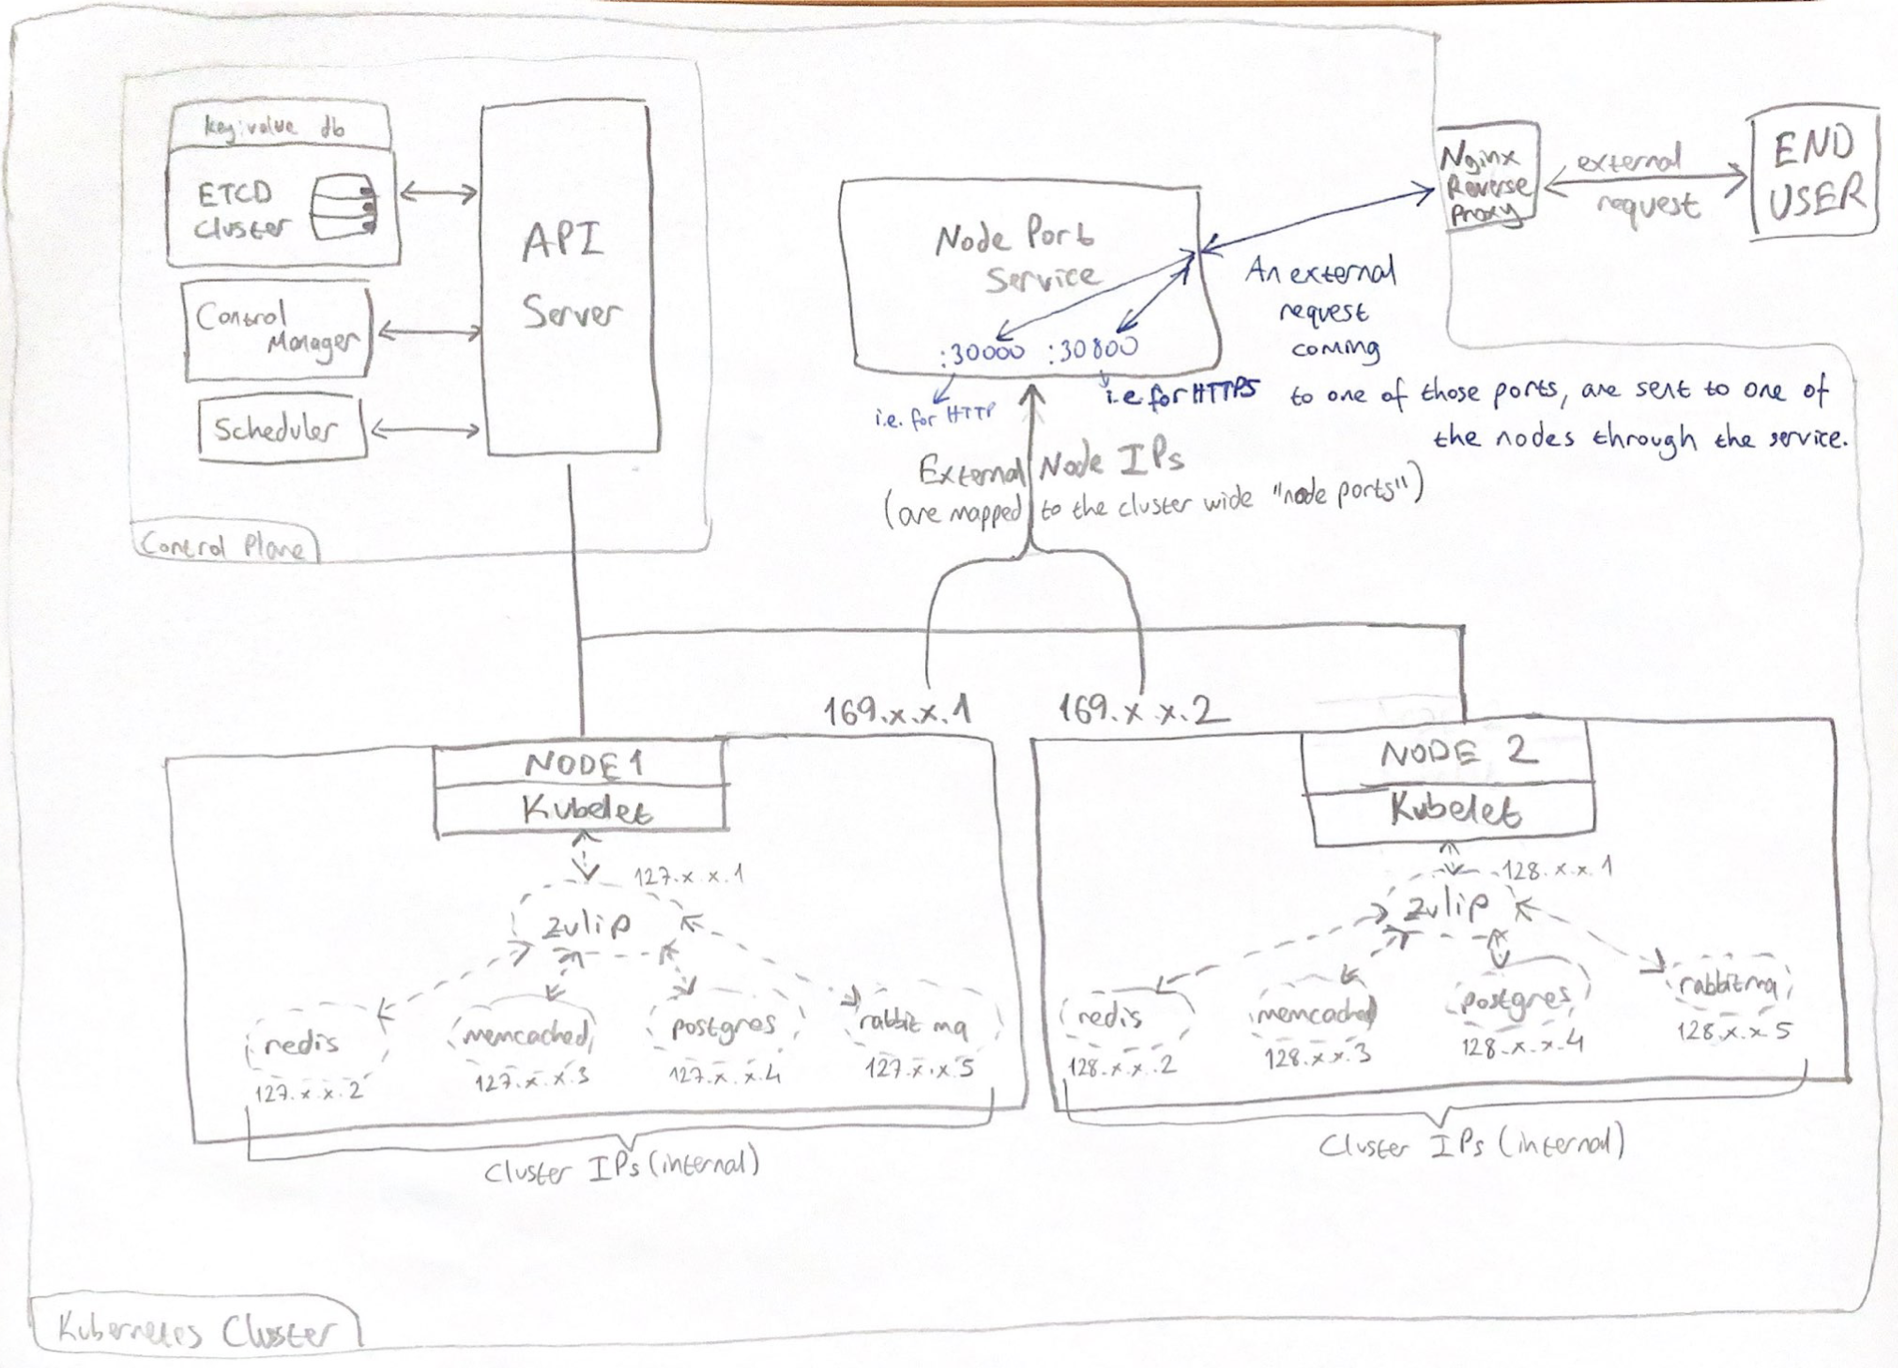 key:value db
ETCD
Cluster
API
Server
Control
Manager
Scheduler
Control Plane
Node Port
Service
:30000 :30800
i.e. for HTTP
i.e. for HTTPS
Nginx
Reverse
Proxy
external
request
END
USER
An external
request
coming
to one of those ports, are sent to one of
the nodes through the service.
External Node IPs
(are mapped to the cluster wide "node ports")
169.x.x.1
169.x.x.2
NODE 1
Kubelet
127.x.x.1
zulip
redis
127.x.x.2
memcached
127.x.x.3
postgres
127.x.x.4
rabbit mq
127.x.x.5
Cluster IPs (internal)
NODE 2
Kubelet
128.x.x.1
zulip
redis
128.x.x.2
memcached
128.x.x.3
postgres
128.x.x.4
rabbitmq
128.x.x.5
Cluster IPs (internal)
Kubernetes Cluster